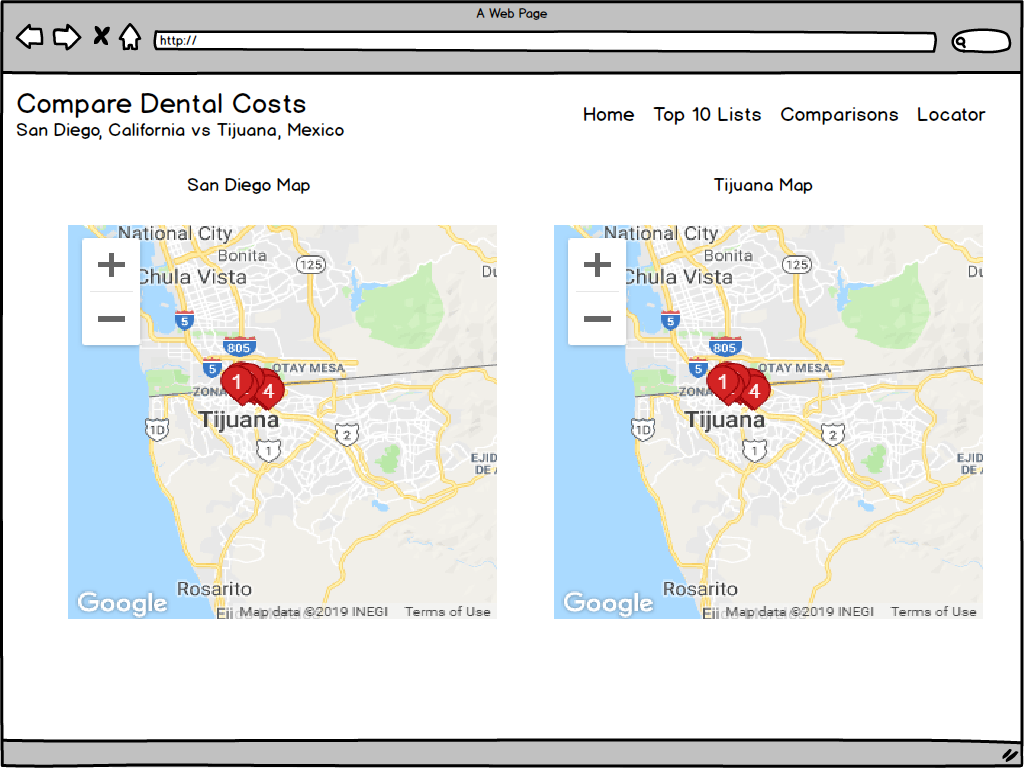 A Web Page
http://
Compare Dental Costs
San Diego, California vs Tijuana, Mexico
Home Top 10 Lists Comparisons Locator
San Diego Map
Tijuana Map
National City
Bonita
125
Chula Vista
Du
5
805
5
OTAY MESA
ZONA
1
4
Tijuana
1D
2
1
EJID
DE A
Rosarito
Google
Map data ©2019 INEGI
Terms of Use
National City
Bonita
125
Chula Vista
Du
5
805
5
OTAY MESA
ZONA
1
4
Tijuana
1D
2
1
EJID
DE A
Rosarito
Google
Map data ©2019 INEGI
Terms of Use